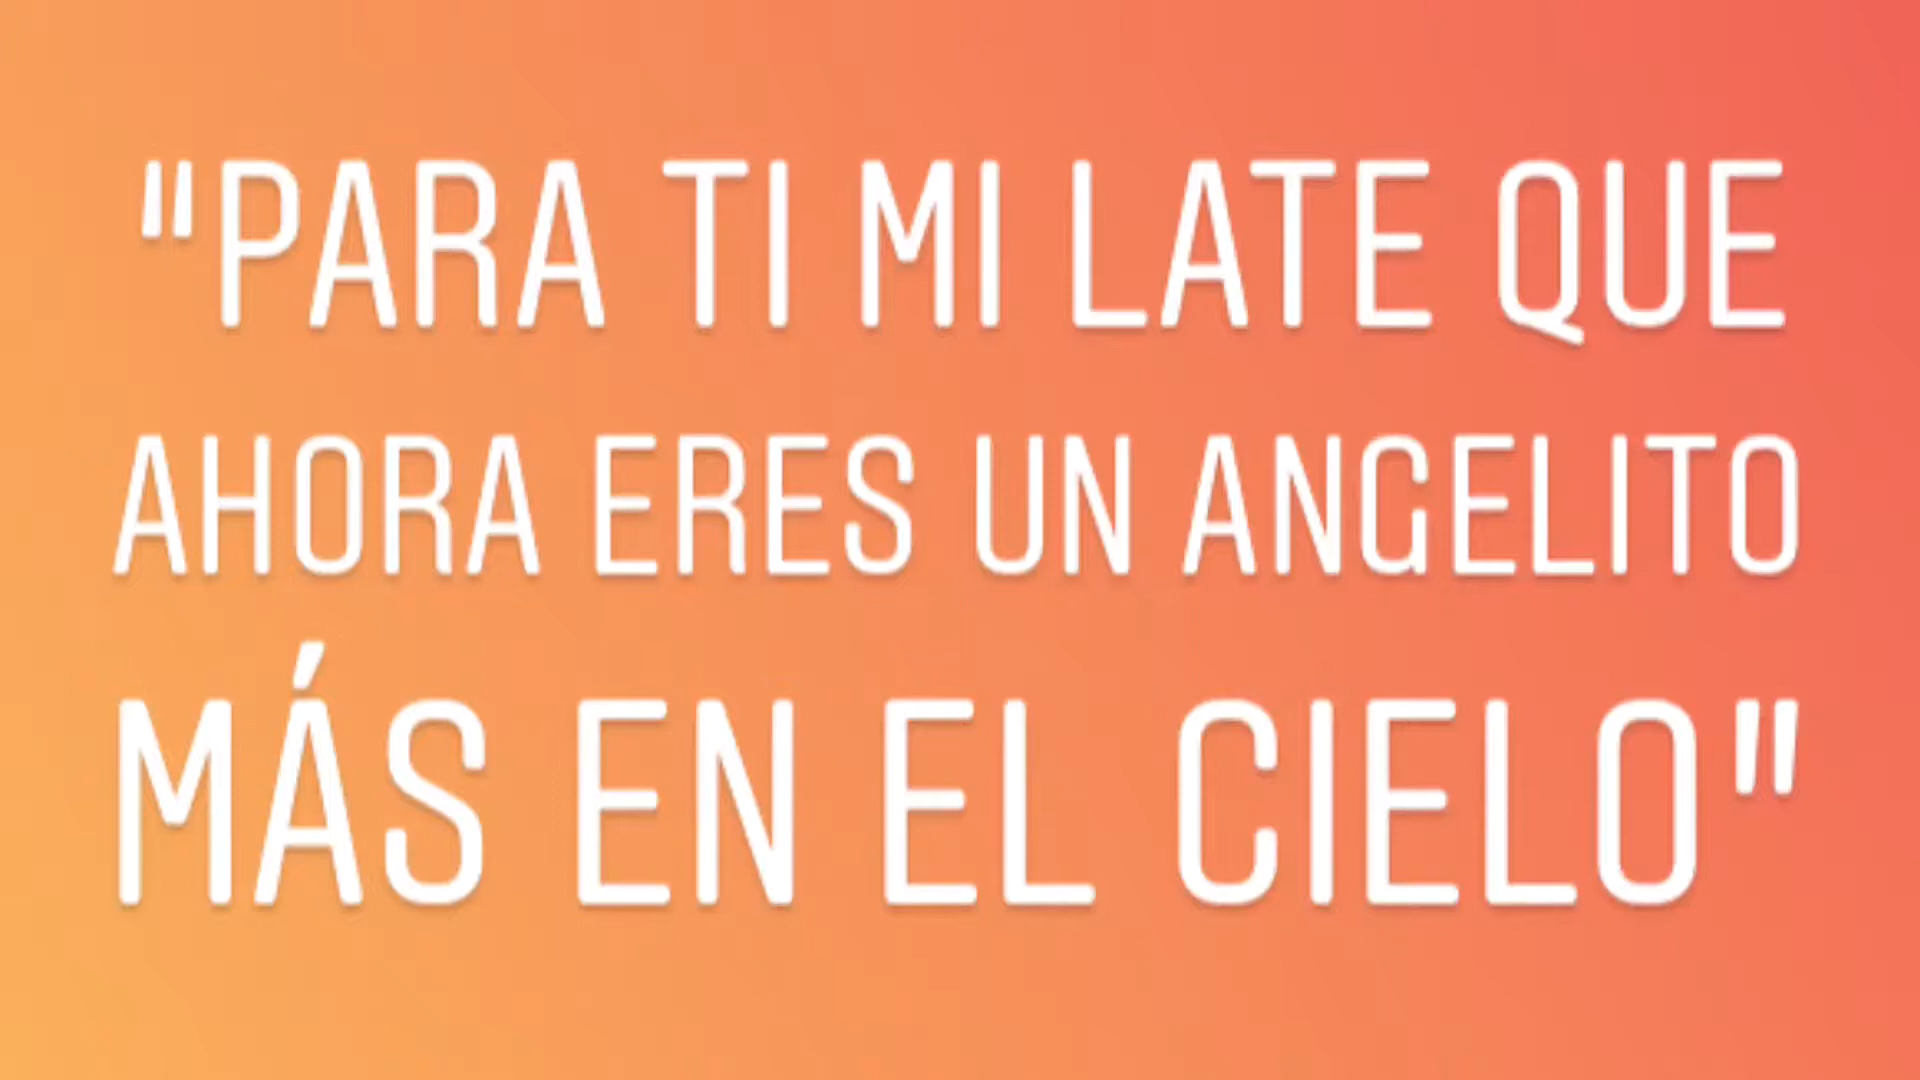 "PARA TI MI LATE QUE
AHORA ERES UN ANGELITO
MÁS EN EL CIELO"